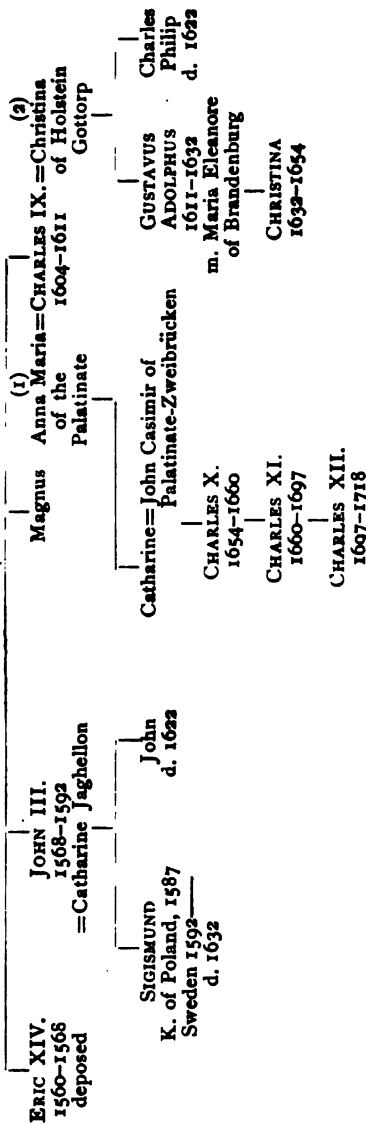 ERIC XIV.
1560–1568
deposed
JOHN III.
1568–1592
=Catharine Jaghellon
SIGISMUND
K. of Poland, 1587
Sweden 1592—
d. 1632
John
d. 1622
Magnus
(1)
Anna Maria=CHARLES IX.=Christina
(2)
of the
1604–1611
of Holstein
Palatinate
Gottorp
Catharine=John Casimir of
Palatinate-Zweibrücken
CHARLES X.
1654–1660
CHARLES XI.
1660–1697
CHARLES XII.
1697–1718
GUSTAVUS
ADOLPHUS
1611–1632
m. Maria Eleanore
of Brandenburg
CHRISTINA
1632–1654
Charles
Philip
d. 1622